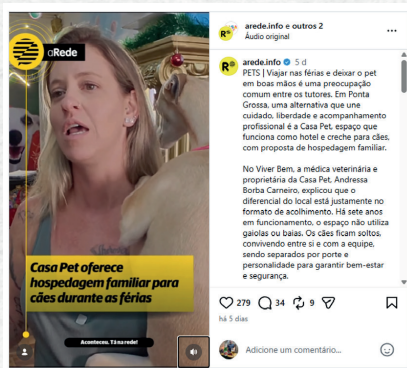 aRede
Casa Pet oferece
hospedagem familiar para
cães durante as férias
Aconteceu. Tá na rede!
R
arede.info e outros 2
Áudio original
R
arede.info 5 d
PETS | Viajar nas férias e deixar o pet
em boas mãos é uma preocupação
comum entre os tutores. Em Ponta
Grossa, uma alternativa que une
cuidado, liberdade e acompanhamento
profissional é a Casa Pet, espaço que
funciona como hotel e creche para cães,
com proposta de hospedagem familiar.
No Viver Bem, a médica veterinária e
proprietária da Casa Pet, Andressa
Borba Carneiro, explicou que o
diferencial do local está justamente no
formato de acolhimento. Há sete anos
em funcionamento, o espaço não utiliza
gaiolas ou baias. Os cães ficam soltos,
convivendo entre si e com a equipe,
sendo separados por porte e
personalidade para garantir bem-estar
e segurança.
279 34 9
há 5 dias
Adicione um comentário...